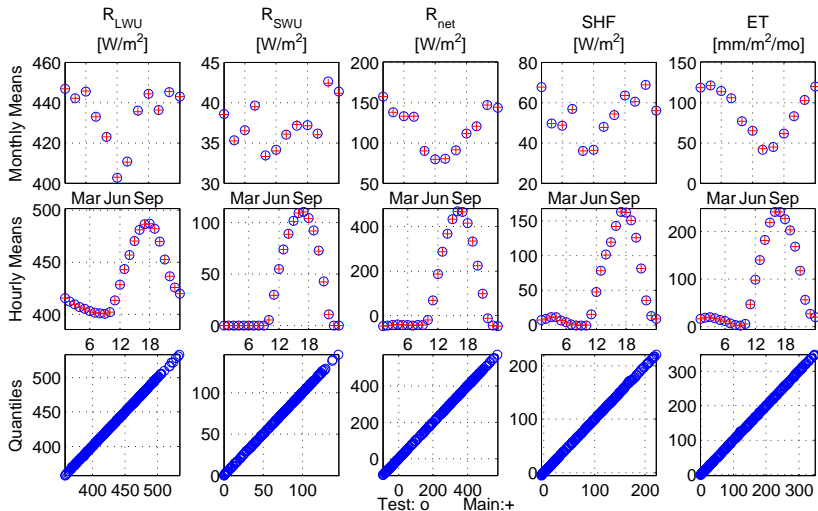 R_LWU R_SWU R_net SHF ET
[W/m²] [W/m²] [W/m²] [W/m²] [mm/m²/mo]
Monthly Means
460 440 420 400
45 40 35 30
200 150 100 50
80 60 40 20
150 100 50 0
Mar Jun Sep Mar Jun Sep Mar Jun Sep Mar Jun Sep Mar Jun Sep
Hourly Means
500 450 400
100 50 0
400 200 0
150 100 50 0
200 100 0
6 12 18 6 12 18 6 12 18 6 12 18 6 12 18
Quantiles
500 450 400
100 50 0
400 200 0
200 100 0
300 200 100 0
400 450 500 0 50 100 0 200 400 0 100 200 0 200
Test: o Main:+